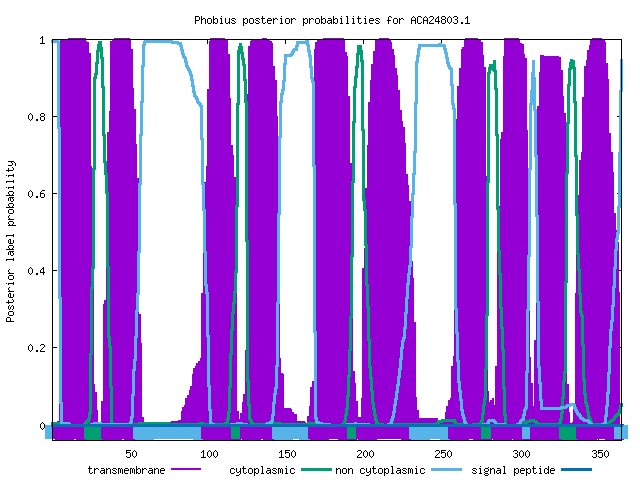 Phobius posterior probabilities for ACA24803.1
1
0.8
0.6
0.4
0.2
0
Posterior label probability
50 100 150 200 250 300 350
transmembrane cytoplasmic non cytoplasmic signal peptide